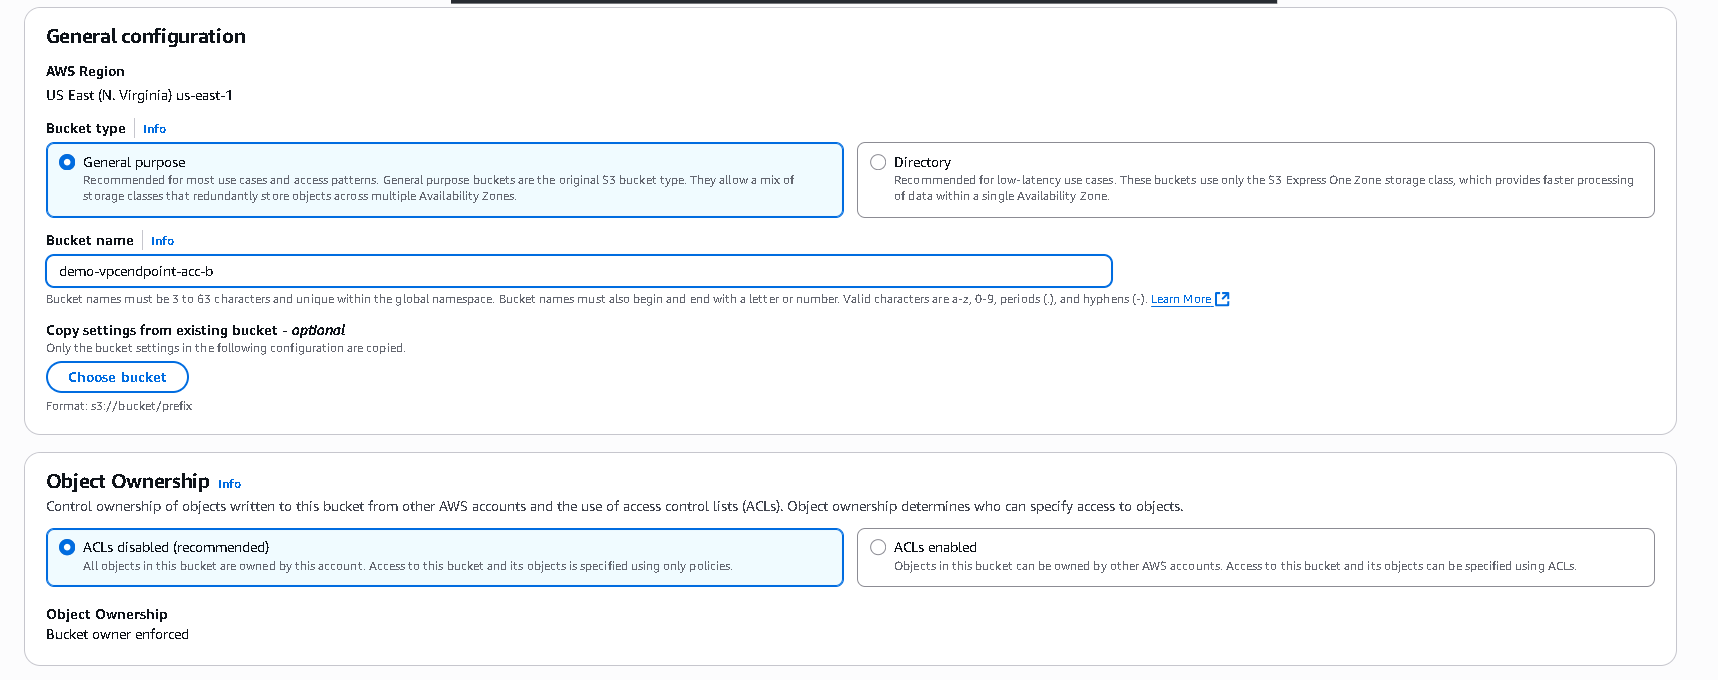 General configuration
AWS Region
US East (N. Virginia) us-east-1
Bucket type Info
General purpose
Recommended for most use cases and access patterns. General purpose buckets are the original S3 bucket type. They allow a mix of
storage classes that redundantly store objects across multiple Availability Zones.
Directory
Recommended for low-latency use cases. These buckets use only the S3 Express One Zone storage class, which provides faster processing
of data within a single Availability Zone.
Bucket name Info
demo-vpcendpoint-acc-b
Bucket names must be 3 to 63 characters and unique within the global namespace. Bucket names must also begin and end with a letter or number. Valid characters are a-z, 0-9, periods (.), and hyphens (-). Learn More
Copy settings from existing bucket - optional
Only the bucket settings in the following configuration are copied.
Choose bucket
Format: s3://bucket/prefix
Object Ownership Info
Control ownership of objects written to this bucket from other AWS accounts and the use of access control lists (ACLs). Object ownership determines who can specify access to objects.
ACLs disabled (recommended)
All objects in this bucket are owned by this account. Access to this bucket and its objects is specified using only policies.
ACLs enabled
Objects in this bucket can be owned by other AWS accounts. Access to this bucket and its objects can be specified using ACLs.
Object Ownership
Bucket owner enforced